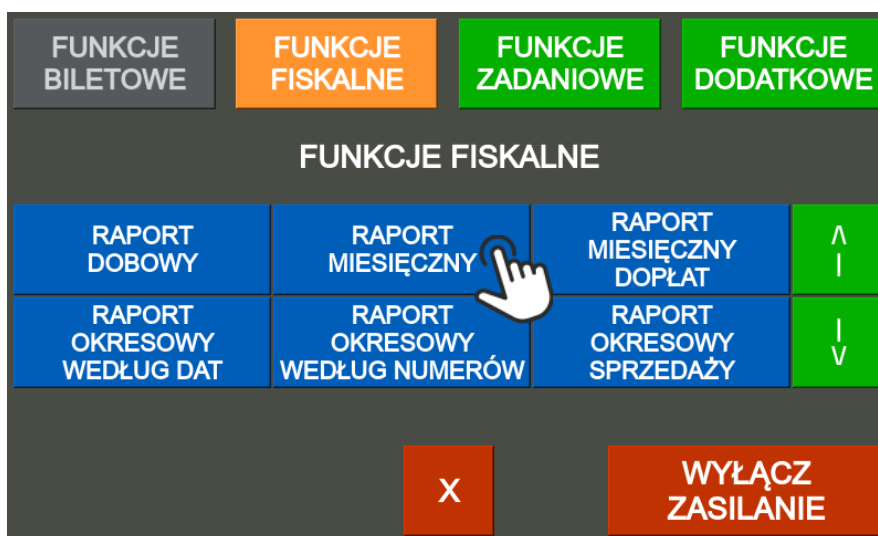 FUNKCJE
BILETOWE
FUNKCJE
FISKALNE
FUNKCJE
ZADANIOWE
FUNKCJE
DODATKOWE
FUNKCJE FISKALNE
RAPORT
DOBOWY
RAPORT
MIESIĘCZNY
RAPORT
MIESIĘCZNY
DOPŁAT
RAPORT
OKRESOWY
WEDŁUG DAT
RAPORT
OKRESOWY
WEDŁUG NUMERÓW
RAPORT
OKRESOWY
SPRZEDAŻY
X
WYŁĄCZ
ZASILANIE